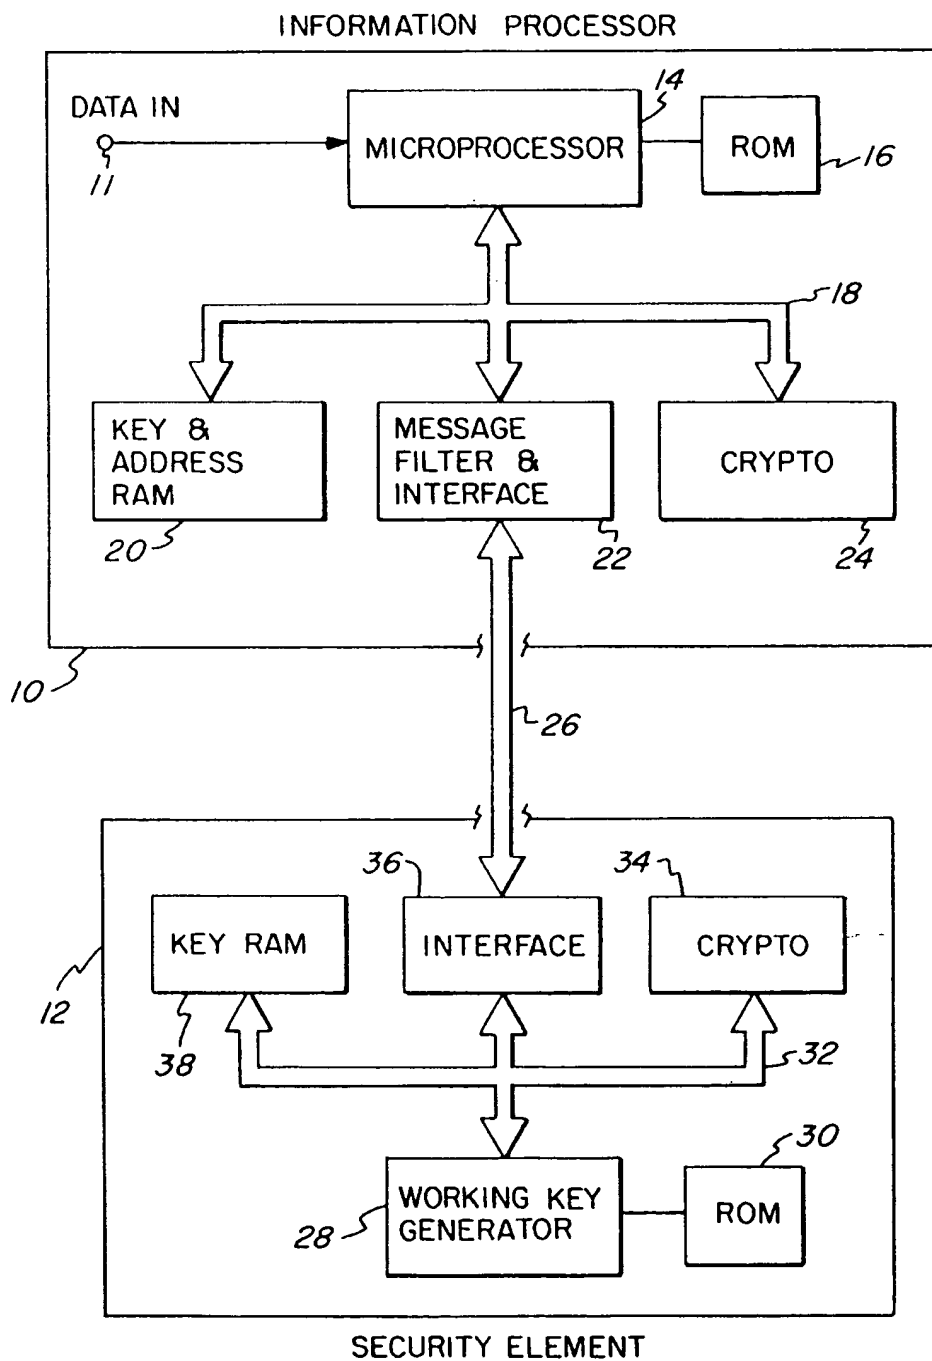 INFORMATION PROCESSOR
DATA IN
11
MICROPROCESSOR
14
ROM
16
18
KEY &
ADDRESS
RAM
20
MESSAGE
FILTER &
INTERFACE
22
CRYPTO
24
10
26
12
KEY RAM
38
36
INTERFACE
34
CRYPTO
32
28
WORKING KEY
GENERATOR
30
ROM
SECURITY ELEMENT